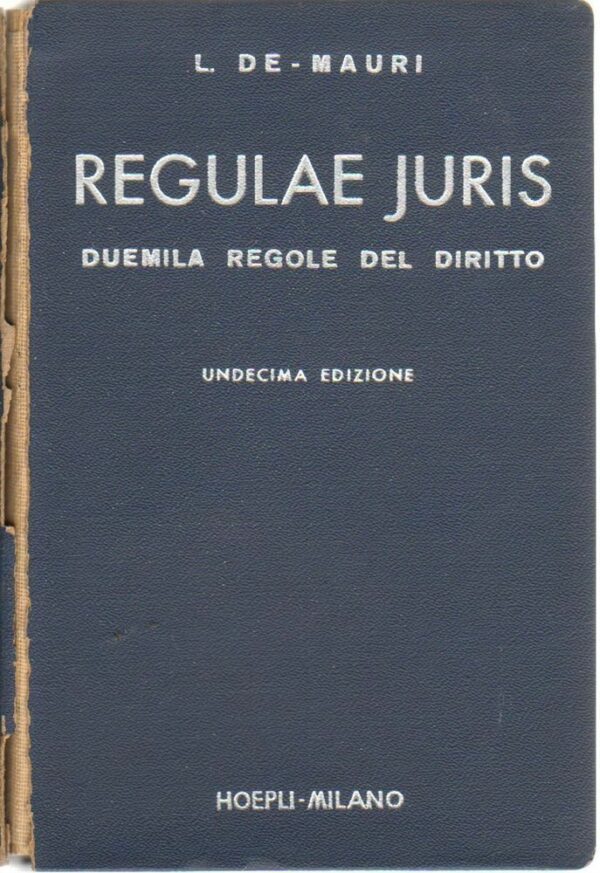 L. DE-MAURI
REGULAE JURIS
DUEMILA REGOLE DEL DIRITTO
UNDECIMA EDIZIONE
HOEPLI-MILANO